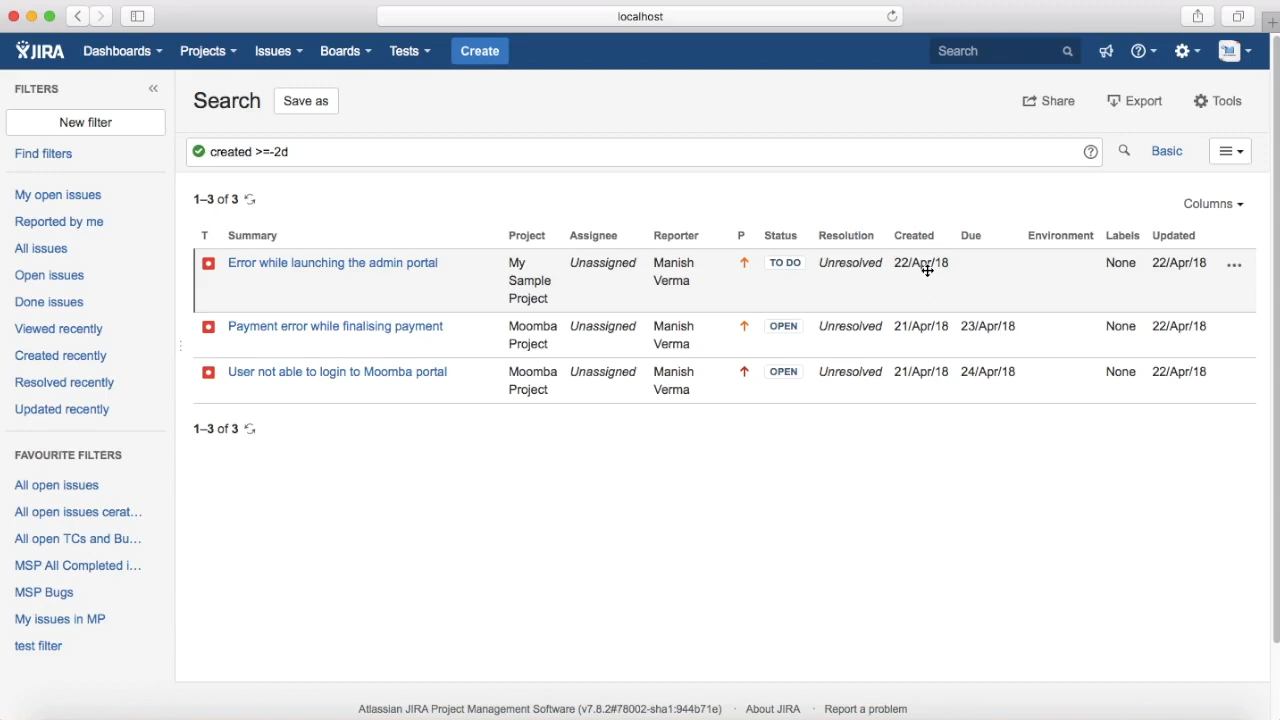 localhost
JIRA Dashboards Projects Issues Boards Tests Create Search
FILTERS
New filter
Find filters
My open issues
Reported by me
All issues
Open issues
Done issues
Viewed recently
Created recently
Resolved recently
Updated recently
FAVOURITE FILTERS
All open issues
All open issues cerat...
All open TCs and Bu...
MSP All Completed i...
MSP Bugs
My issues in MP
test filter
Search Save as Share Export Tools
created >=-2d Basic
1–3 of 3
Columns
T Summary Project Assignee Reporter P Status Resolution Created Due Environment Labels Updated
Error while launching the admin portal My Unassigned Manish TO DO Unresolved 22/Apr/18 None 22/Apr/18
Sample Verma
Project
Payment error while finalising payment Moomba Unassigned Manish OPEN Unresolved 21/Apr/18 23/Apr/18 None 22/Apr/18
Project Verma
User not able to login to Moomba portal Moomba Unassigned Manish OPEN Unresolved 21/Apr/18 24/Apr/18 None 22/Apr/18
Project Verma
1–3 of 3
Atlassian JIRA Project Management Software (v7.8.2#78002-sha1:944b71e) · About JIRA · Report a problem